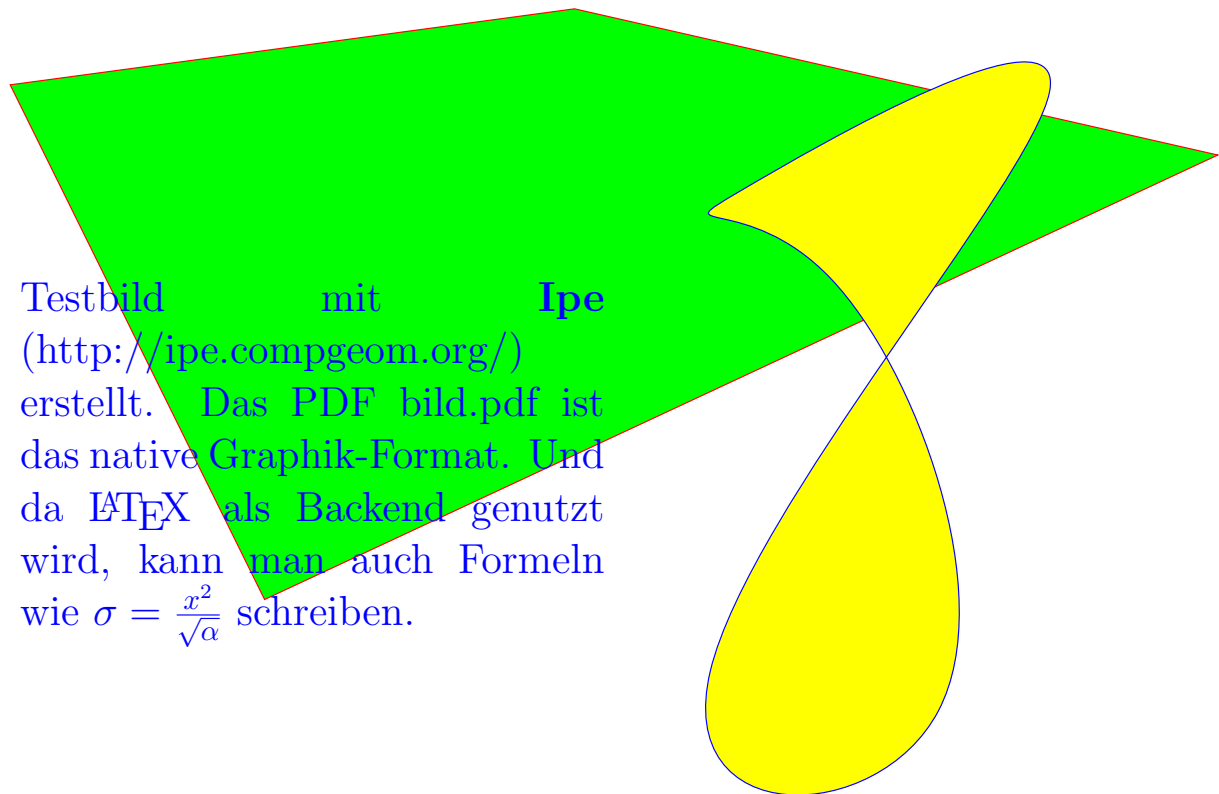 Testbild mit Ipe
(http://ipe.compgeom.org/)
erstellt. Das PDF bild.pdf ist
das native Graphik-Format. Und
da LATEX als Backend genutzt
wird, kann man auch Formeln
wie σ = x²/√α schreiben.